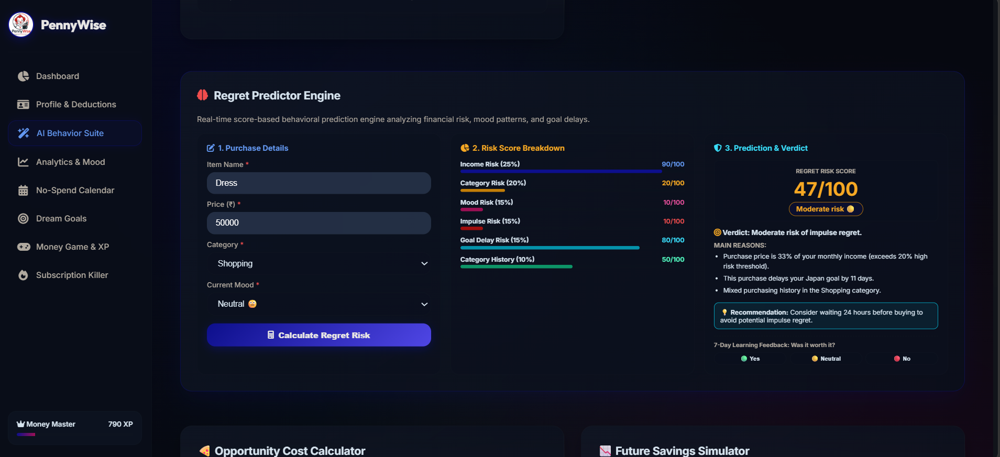 PennyWise
PennyWise
Dashboard
Profile & Deductions
AI Behavior Suite
Analytics & Mood
No-Spend Calendar
Dream Goals
Money Game & XP
Subscription Killer
Money Master 790 XP
Regret Predictor Engine
Real-time score-based behavioral prediction engine analyzing financial risk, mood patterns, and goal delays.
1. Purchase Details
Item Name *
Dress
Price (₹) *
50000
Category *
Shopping
Current Mood *
Neutral 😐
Calculate Regret Risk
2. Risk Score Breakdown
Income Risk (25%) 90/100
Category Risk (20%) 20/100
Mood Risk (15%) 10/100
Impulse Risk (15%) 10/100
Goal Delay Risk (15%) 80/100
Category History (10%) 50/100
3. Prediction & Verdict
REGRET RISK SCORE
47/100
Moderate risk 🟡
Verdict: Moderate risk of impulse regret.
MAIN REASONS:
• Purchase price is 33% of your monthly income (exceeds 20% high
risk threshold).
• This purchase delays your Japan goal by 11 days.
• Mixed purchasing history in the Shopping category.
💡 Recommendation: Consider waiting 24 hours before buying to
avoid potential impulse regret.
7-Day Learning Feedback: Was it worth it?
🟢 Yes 🟡 Neutral 🔴 No
🍕 Opportunity Cost Calculator
📉 Future Savings Simulator